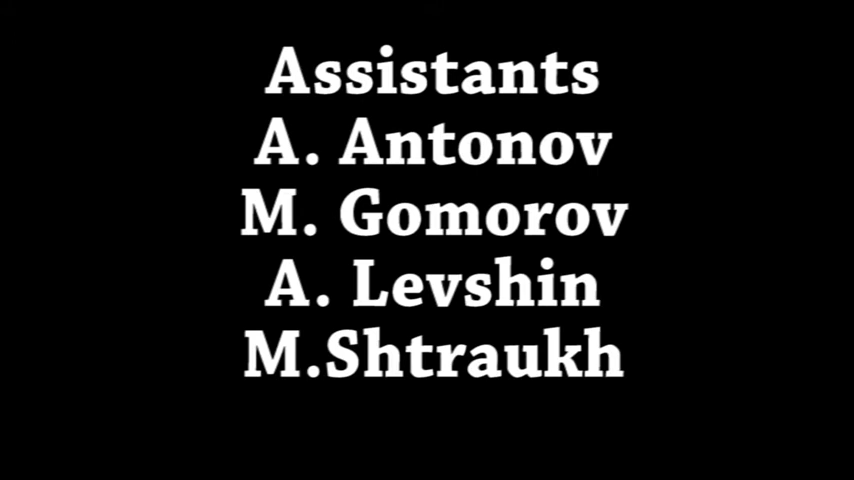 Assistants
A. Antonov
M. Gomorov
A. Levshin
M.Shtraukh